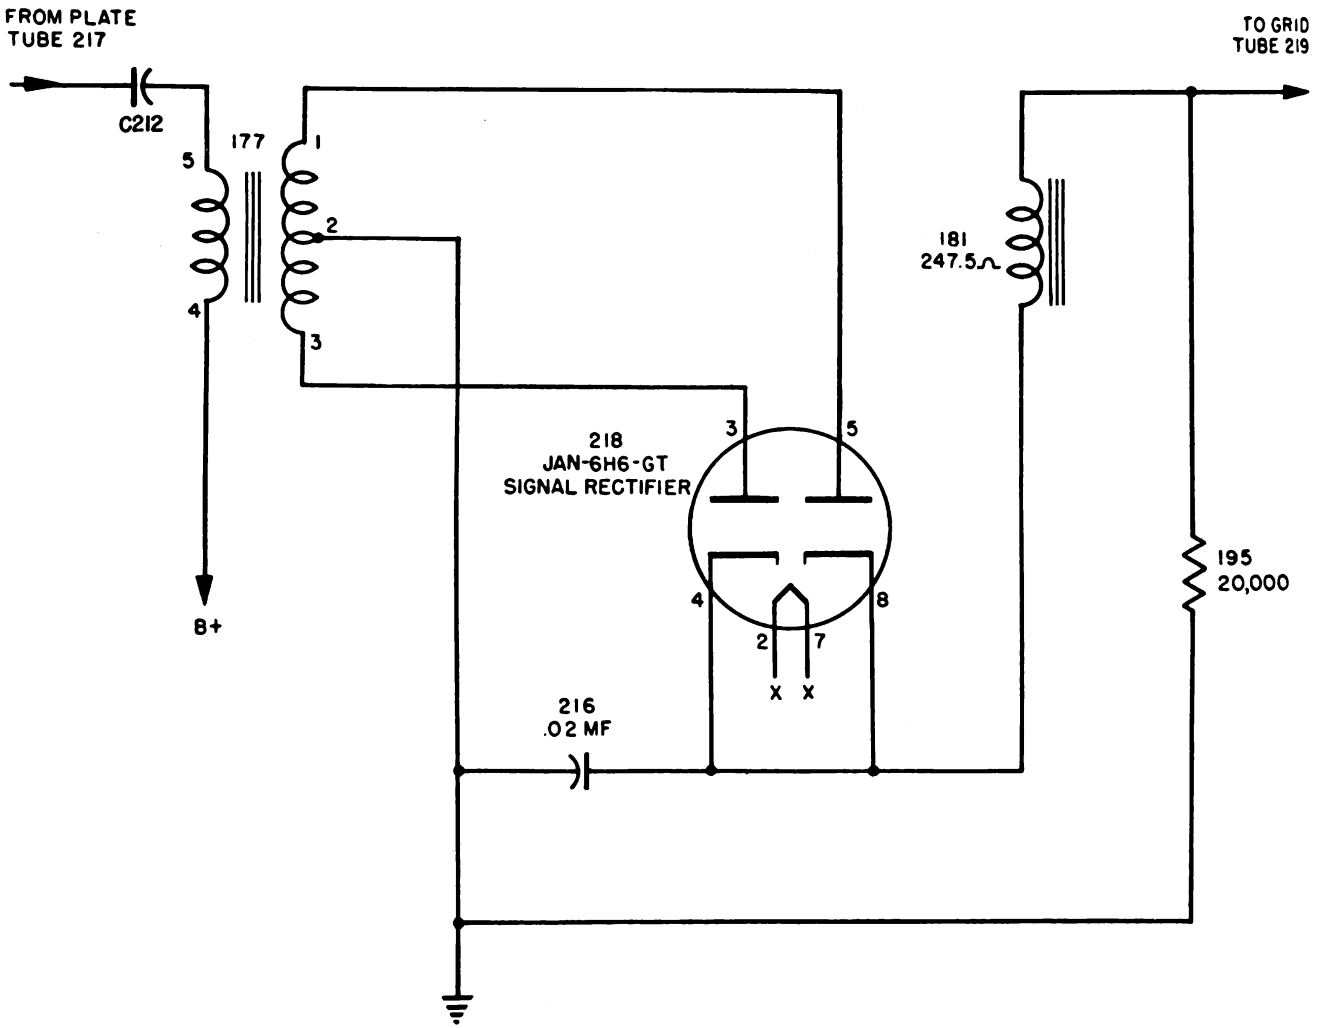 FROM PLATE
TUBE 217
TO GRID
TUBE 219
C212
177
5
4
1
2
3
B+
181
247.5Ω
218
JAN-6H6-GT
SIGNAL RECTIFIER
3
5
4
8
2
7
X
X
216
.02 MF
195
20,000